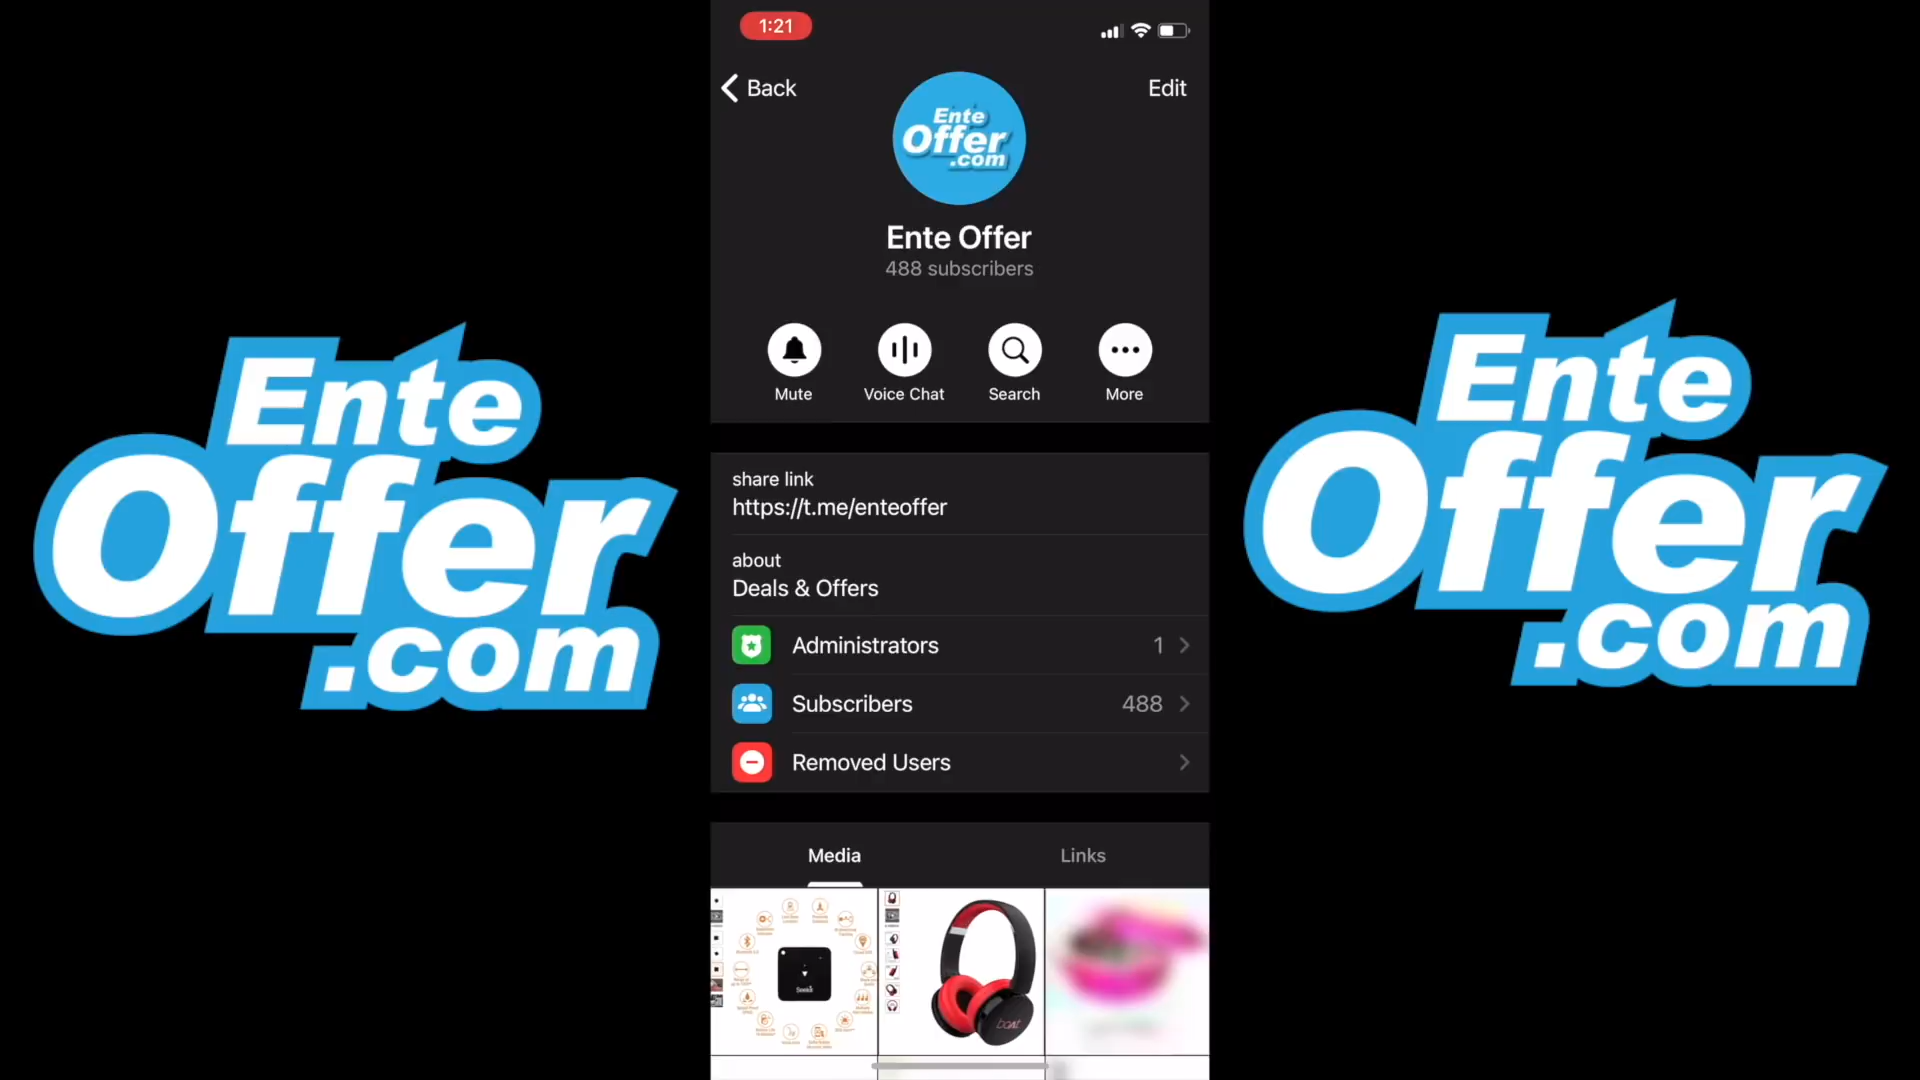 1:21
Back
Edit
Ente
Offer
.com
Ente Offer
488 subscribers
Mute
Voice Chat
Search
More
Ente
Offer
.com
Ente
Offer
.com
share link
https://t.me/enteoffer
about
Deals & Offers
Administrators 1
Subscribers 488
Removed Users
Media
Links
Seekit
boAt